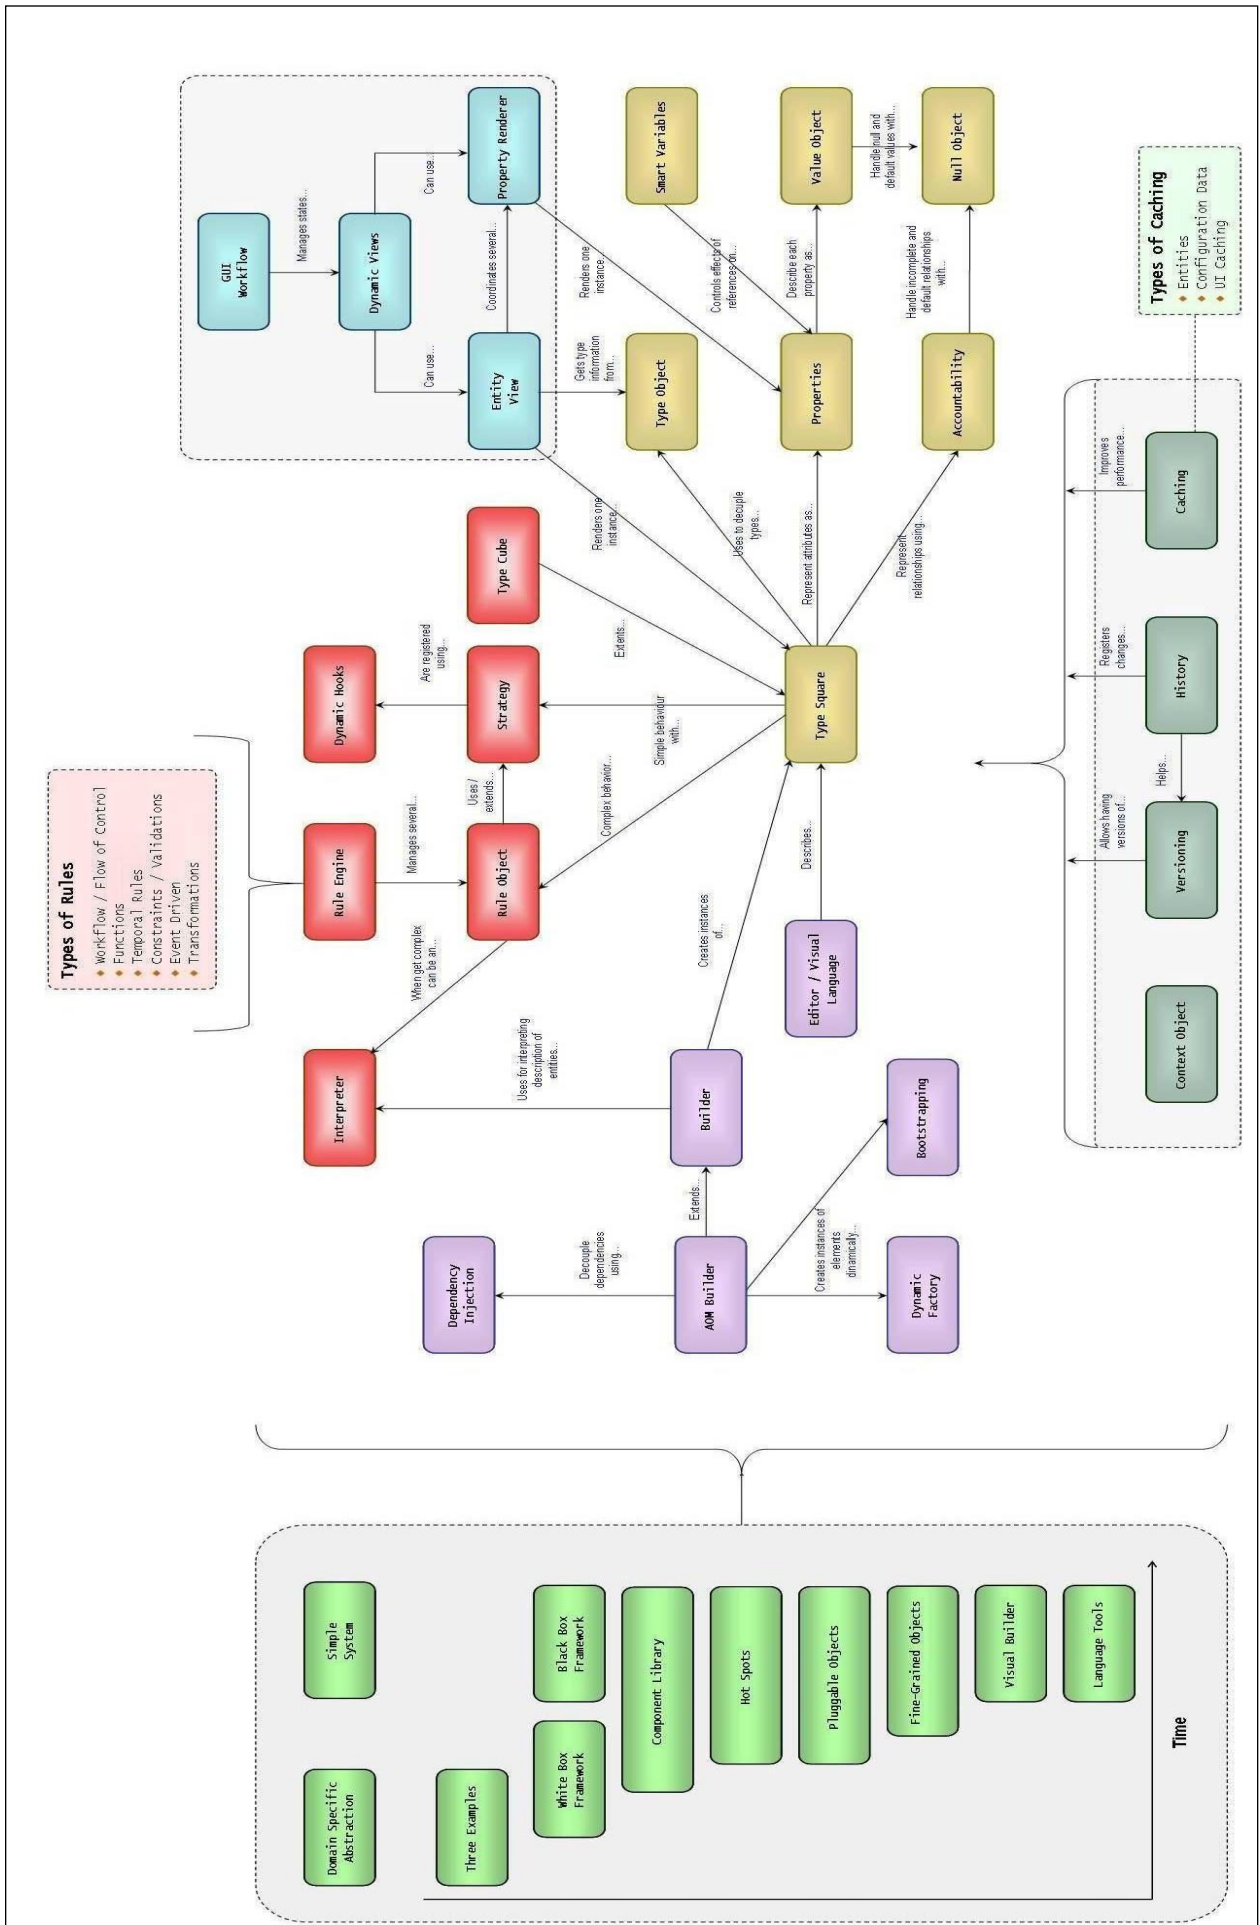 Domain Specific
Abstraction
Simple
System
Three Examples
White Box
Framework
Black Box
Framework
Component Library
Hot Spots
Pluggable Objects
Fine-Grained Objects
Visual Builder
Language Tools
Time
Types of Rules
Workflow / Flow of Control
Functions
Temporal Rules
Constraints / Validations
Event Driven
Transformations
Interpreter
Rule Engine
Dynamic Hooks
When get complex
can be an...
Manages several...
Are registered
using...
Rule Object
Uses /
extends...
Strategy
Type Cube
Uses for interpreting
description of
entities...
Complex behavior...
Simple behaviour
with...
Extents...
Renders one
instance...
Dependency
Injection
Decouple
dependencies
using...
AOM Builder
Extends...
Builder
Creates instances
of...
Creates instances of
elements
dinamically...
Dynamic
Factory
Bootstrapping
Editor / Visual
Language
Describes...
Type Square
Uses to decuple
types...
Represent attributes as...
Represent
relationships using...
GUI
Workflow
Manages states...
Dynamic Views
Can use...
Can use...
Entity
View
Coordinates several...
Property Renderer
Gets type
information
from...
Renders one
instance...
Type Object
Smart Variables
Controls effects of
references on...
Properties
Describe each
property as...
Value Object
Handle null and
default values with...
Accountability
Handle incomplete and
default relationships
with...
Null Object
Allows having
versions of...
Registers
changes...
Improves
performance...
Context Object
Versioning
Helps...
History
Caching
Types of Caching
Entities
Configuration Data
UI Caching